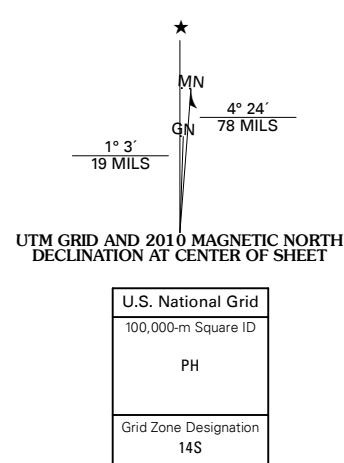 MN
4° 24´
78 MILS
GN
1° 3´
19 MILS
UTM GRID AND 2010 MAGNETIC NORTH
DECLINATION AT CENTER OF SHEET
U.S. National Grid
100,000-m Square ID
PH
Grid Zone Designation
14S